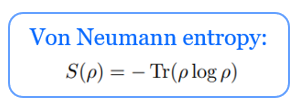 Von Neumann entropy:
S(ρ) = − Tr(ρ log ρ)